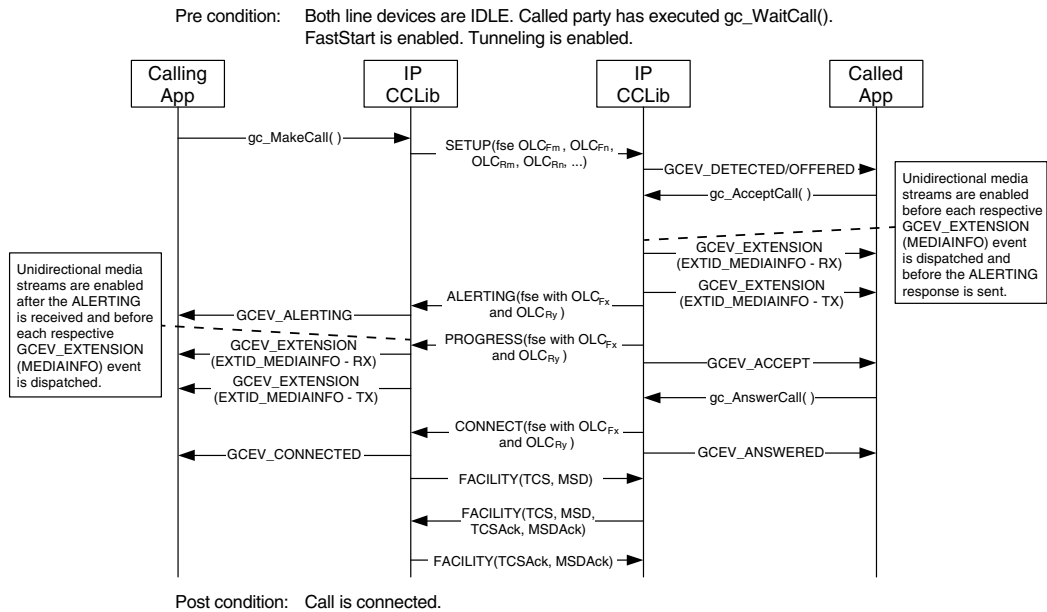 Pre condition: Both line devices are IDLE. Called party has executed gc_WaitCall().
FastStart is enabled. Tunneling is enabled.
Calling
App
IP
CCLib
IP
CCLib
Called
App
gc_MakeCall( )
SETUP(fse OLCFm, OLCFn,
OLCRm, OLCRn, ...)
GCEV_DETECTED/OFFERED
gc_AcceptCall( )
Unidirectional media
streams are enabled
before each respective
GCEV_EXTENSION
(MEDIAINFO) event
is dispatched and
before the ALERTING
response is sent.
GCEV_EXTENSION
(EXTID_MEDIAINFO - RX)
GCEV_EXTENSION
(EXTID_MEDIAINFO - TX)
Unidirectional media
streams are enabled
after the ALERTING
is received and before
each respective
GCEV_EXTENSION
(MEDIAINFO) event
is dispatched.
ALERTING(fse with OLCFx
and OLCRy)
GCEV_ALERTING
PROGRESS(fse with OLCFx
and OLCRy)
GCEV_EXTENSION
(EXTID_MEDIAINFO - RX)
GCEV_ACCEPT
GCEV_EXTENSION
(EXTID_MEDIAINFO - TX)
gc_AnswerCall( )
CONNECT(fse with OLCFx
and OLCRy)
GCEV_CONNECTED
GCEV_ANSWERED
FACILITY(TCS, MSD)
FACILITY(TCS, MSD,
TCSAck, MSDAck)
FACILITY(TCSAck, MSDAck)
Post condition: Call is connected.